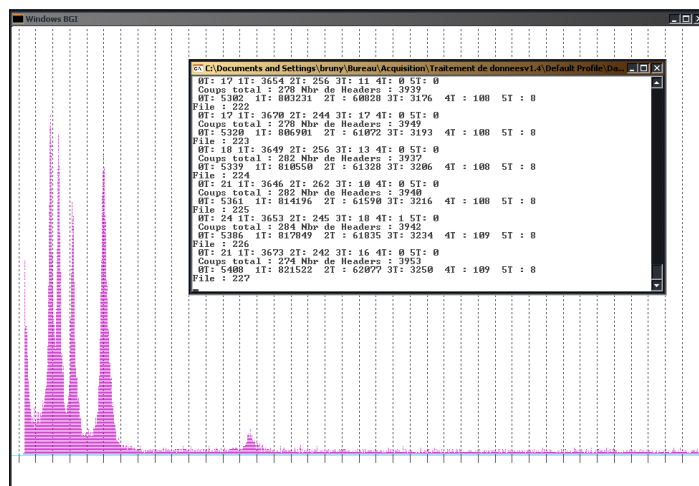 Windows BGI
C:\Documents and Settings\bruny\Bureau\Acquisition\Traitement de donneesv1.4\Default Profile\Da...
0T: 17 1T: 3654 2T: 256 3T: 11 4T: 0 5T: 0
Coups total : 278 Nbr de Headers : 3939
0T: 5302 1T: 803231 2T : 60828 3T: 3176 4T : 108 5T : 8
File : 222
0T: 17 1T: 3670 2T: 244 3T: 17 4T: 0 5T: 0
Coups total : 278 Nbr de Headers : 3949
0T: 5320 1T: 806901 2T : 61072 3T: 3193 4T : 108 5T : 8
File : 223
0T: 18 1T: 3649 2T: 256 3T: 13 4T: 0 5T: 0
Coups total : 282 Nbr de Headers : 3937
0T: 5339 1T: 810550 2T : 61328 3T: 3206 4T : 108 5T : 8
File : 224
0T: 21 1T: 3646 2T: 262 3T: 10 4T: 0 5T: 0
Coups total : 282 Nbr de Headers : 3940
0T: 5361 1T: 814196 2T : 61590 3T: 3216 4T : 108 5T : 8
File : 225
0T: 24 1T: 3653 2T: 245 3T: 18 4T: 1 5T: 0
Coups total : 284 Nbr de Headers : 3942
0T: 5386 1T: 817849 2T : 61835 3T: 3234 4T : 109 5T : 8
File : 226
0T: 21 1T: 3673 2T: 242 3T: 16 4T: 0 5T: 0
Coups total : 274 Nbr de Headers : 3953
0T: 5408 1T: 821522 2T : 62077 3T: 3250 4T : 109 5T : 8
File : 227